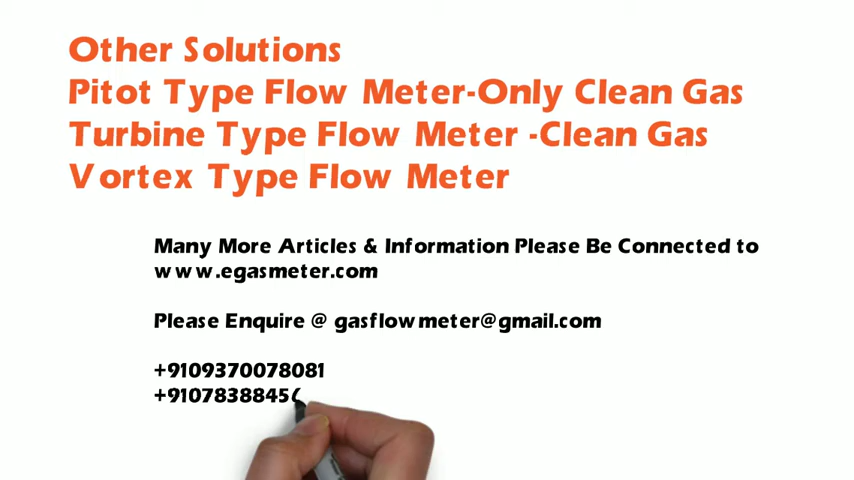 Other Solutions
Pitot Type Flow Meter-Only Clean Gas
Turbine Type Flow Meter -Clean Gas
Vortex Type Flow Meter
Many More Articles & Information Please Be Connected to
www.egasmeter.com
Please Enquire @ gasflowmeter@gmail.com
+9109370078081